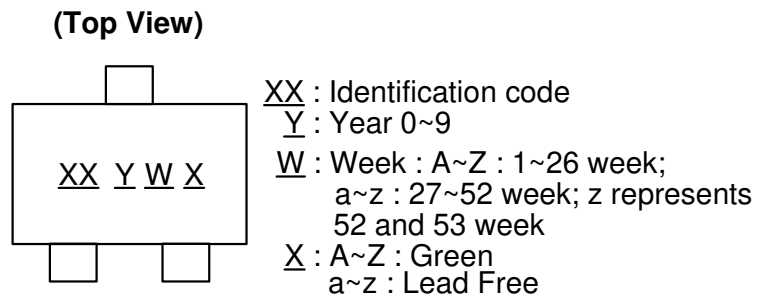 (Top View)
XX Y W X
XX : Identification code
Y : Year 0~9
W : Week : A~Z : 1~26 week;
a~z : 27~52 week; z represents
52 and 53 week
X : A~Z : Green
a~z : Lead Free